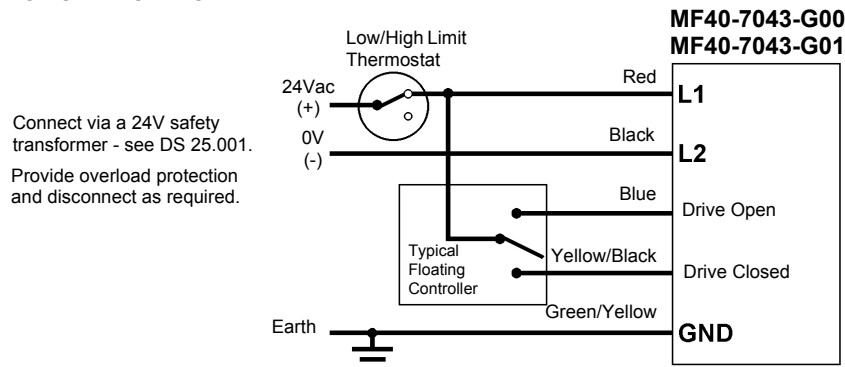 MF40-7043-G00
MF40-7043-G01
Low/High Limit
Thermostat
24Vac
(+)
Red
L1
Connect via a 24V safety
transformer - see DS 25.001.
Provide overload protection
and disconnect as required.
0V
(-)
Black
L2
Blue
Drive Open
Typical
Floating
Controller
Yellow/Black
Drive Closed
Green/Yellow
Earth
GND